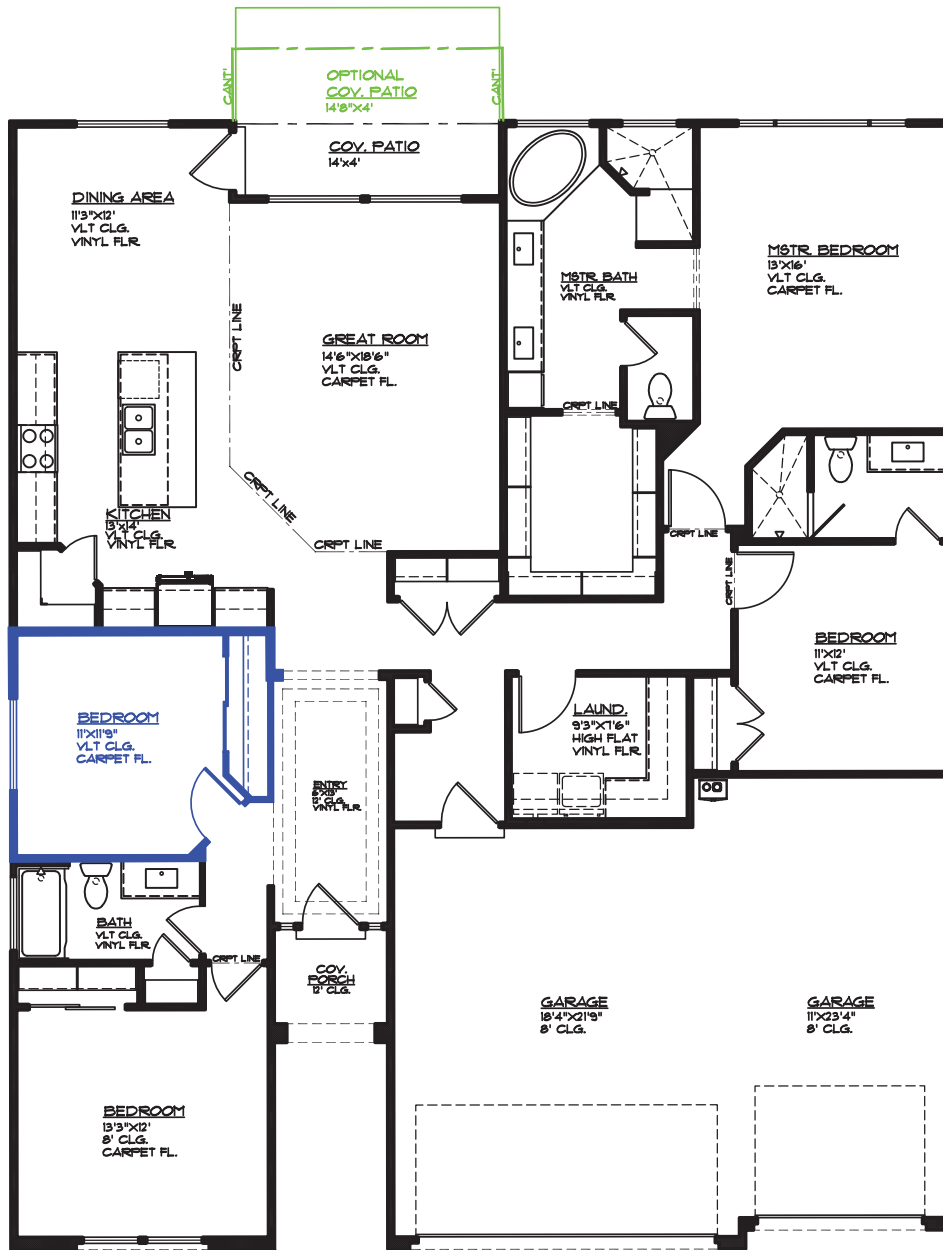 OPTIONAL
COV. PATIO
14'8"X4'
CANT'
CANT'
COV. PATIO
14'x4'
DINING AREA
11'3"X12'
VLT CLG.
VINYL FLR
MSTR. BEDROOM
13'X16'
VLT CLG.
CARPET FL.
MSTR. BATH
VLT CLG.
VINYL FLR
CRPT LINE
GREAT ROOM
14'6"X18'6"
VLT CLG.
CARPET FL.
CRPT LINE
CRPT LINE
CRPT LINE
KITCHEN
13'x14'
VLT CLG.
VINYL FLR
CRPT LINE
CRPT LINE
BEDROOM
11'X12'
VLT CLG.
CARPET FL.
BEDROOM
11'X11'9"
VLT CLG.
CARPET FL.
LAUND.
9'3"X7'6"
HIGH FLAT
VINYL FLR
ENTRY
12' CLG.
VINYL FLR
BATH
VLT CLG.
VINYL FLR
CRPT LINE
COV.
PORCH
12' CLG.
GARAGE
18'4"X21'9"
8' CLG.
GARAGE
11'X23'4"
8' CLG.
BEDROOM
13'3"X12'
8' CLG.
CARPET FL.